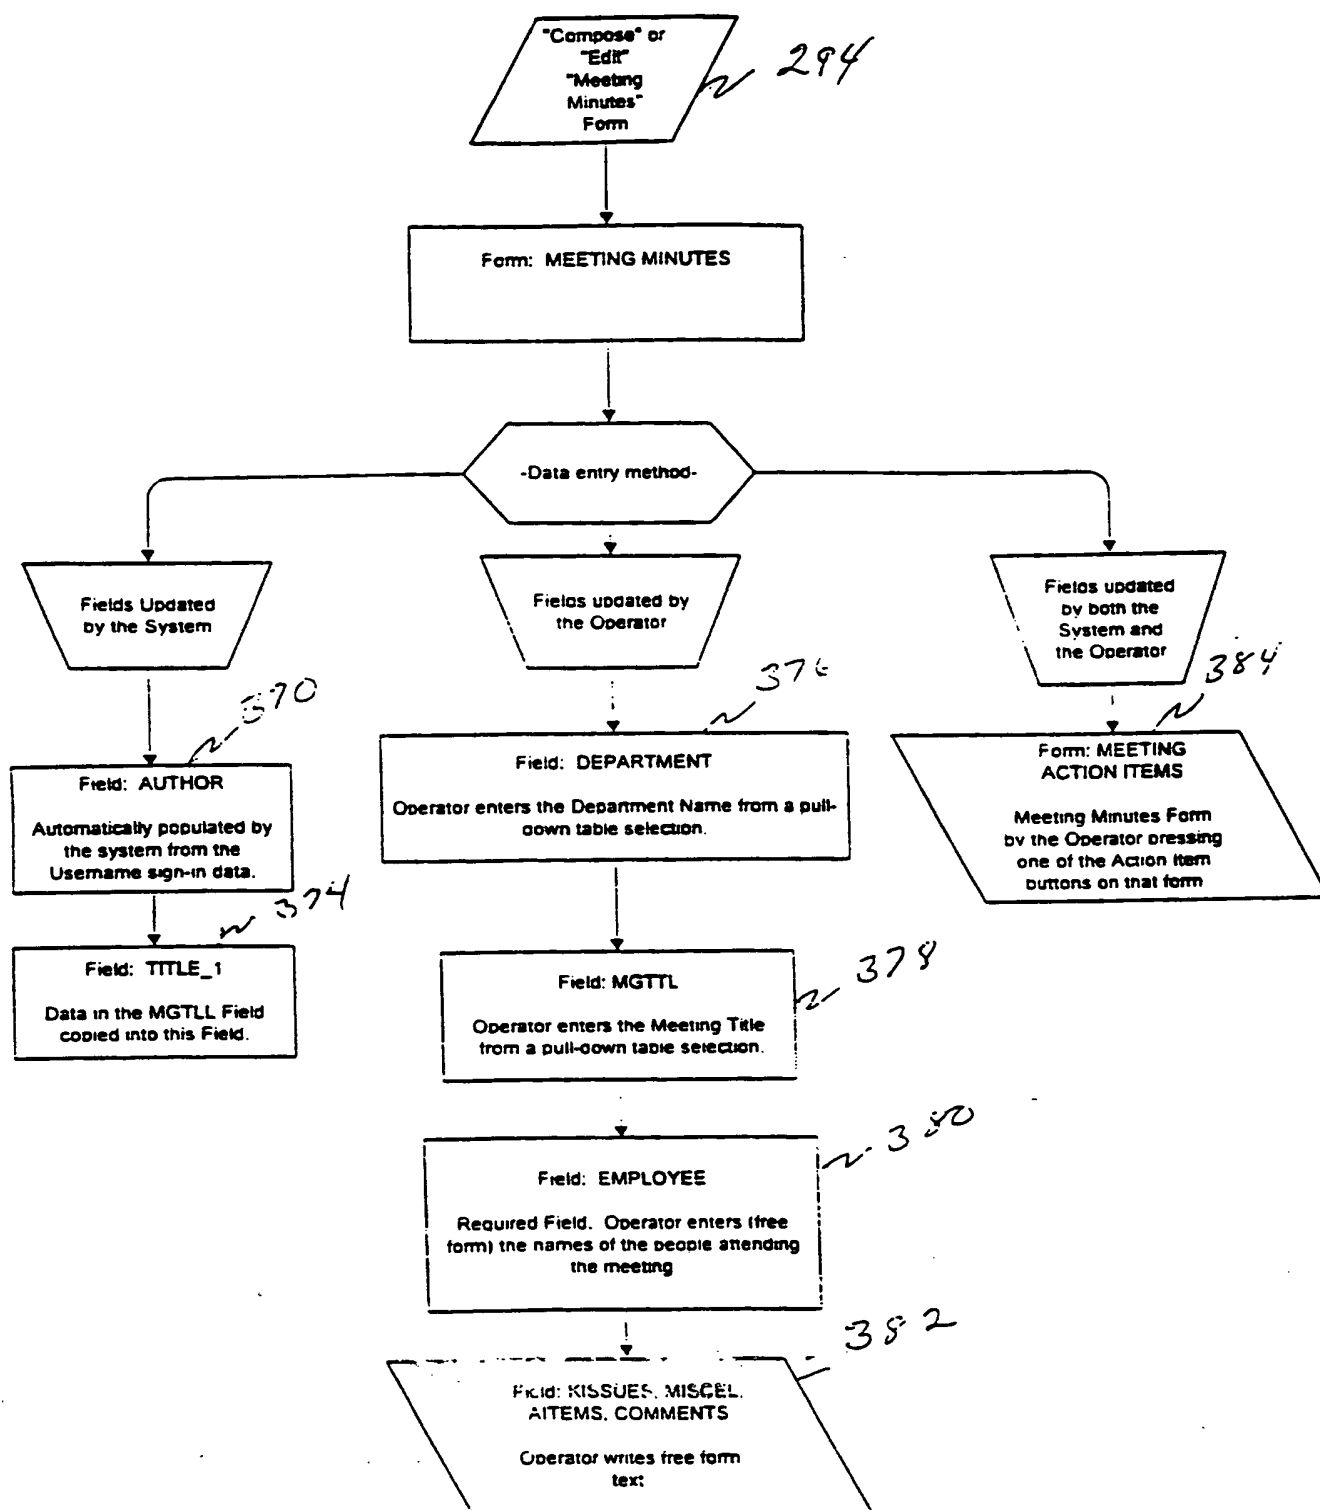 "Compose" or
"Edit"
"Meeting
Minutes"
Form
294
Form: MEETING MINUTES
-Data entry method-
Fields Updated
by the System
Fields updated by
the Operator
Fields updated
by both the
System and
the Operator
370
Field: AUTHOR
Automatically populated by
the system from the
Username sign-in data.
374
Field: TITLE_1
Data in the MGTLL Field
copied into this Field.
376
Field: DEPARTMENT
Operator enters the Department Name from a pull-
down table selection.
378
Field: MGTTL
Operator enters the Meeting Title
from a pull-down table selection.
380
Field: EMPLOYEE
Required Field. Operator enters (free
form) the names of the people attending
the meeting
382
Field: KISSUES, MISCEL,
AITEMS, COMMENTS
Operator writes free form
text
384
Form: MEETING
ACTION ITEMS
Meeting Minutes Form
by the Operator pressing
one of the Action Item
buttons on that form